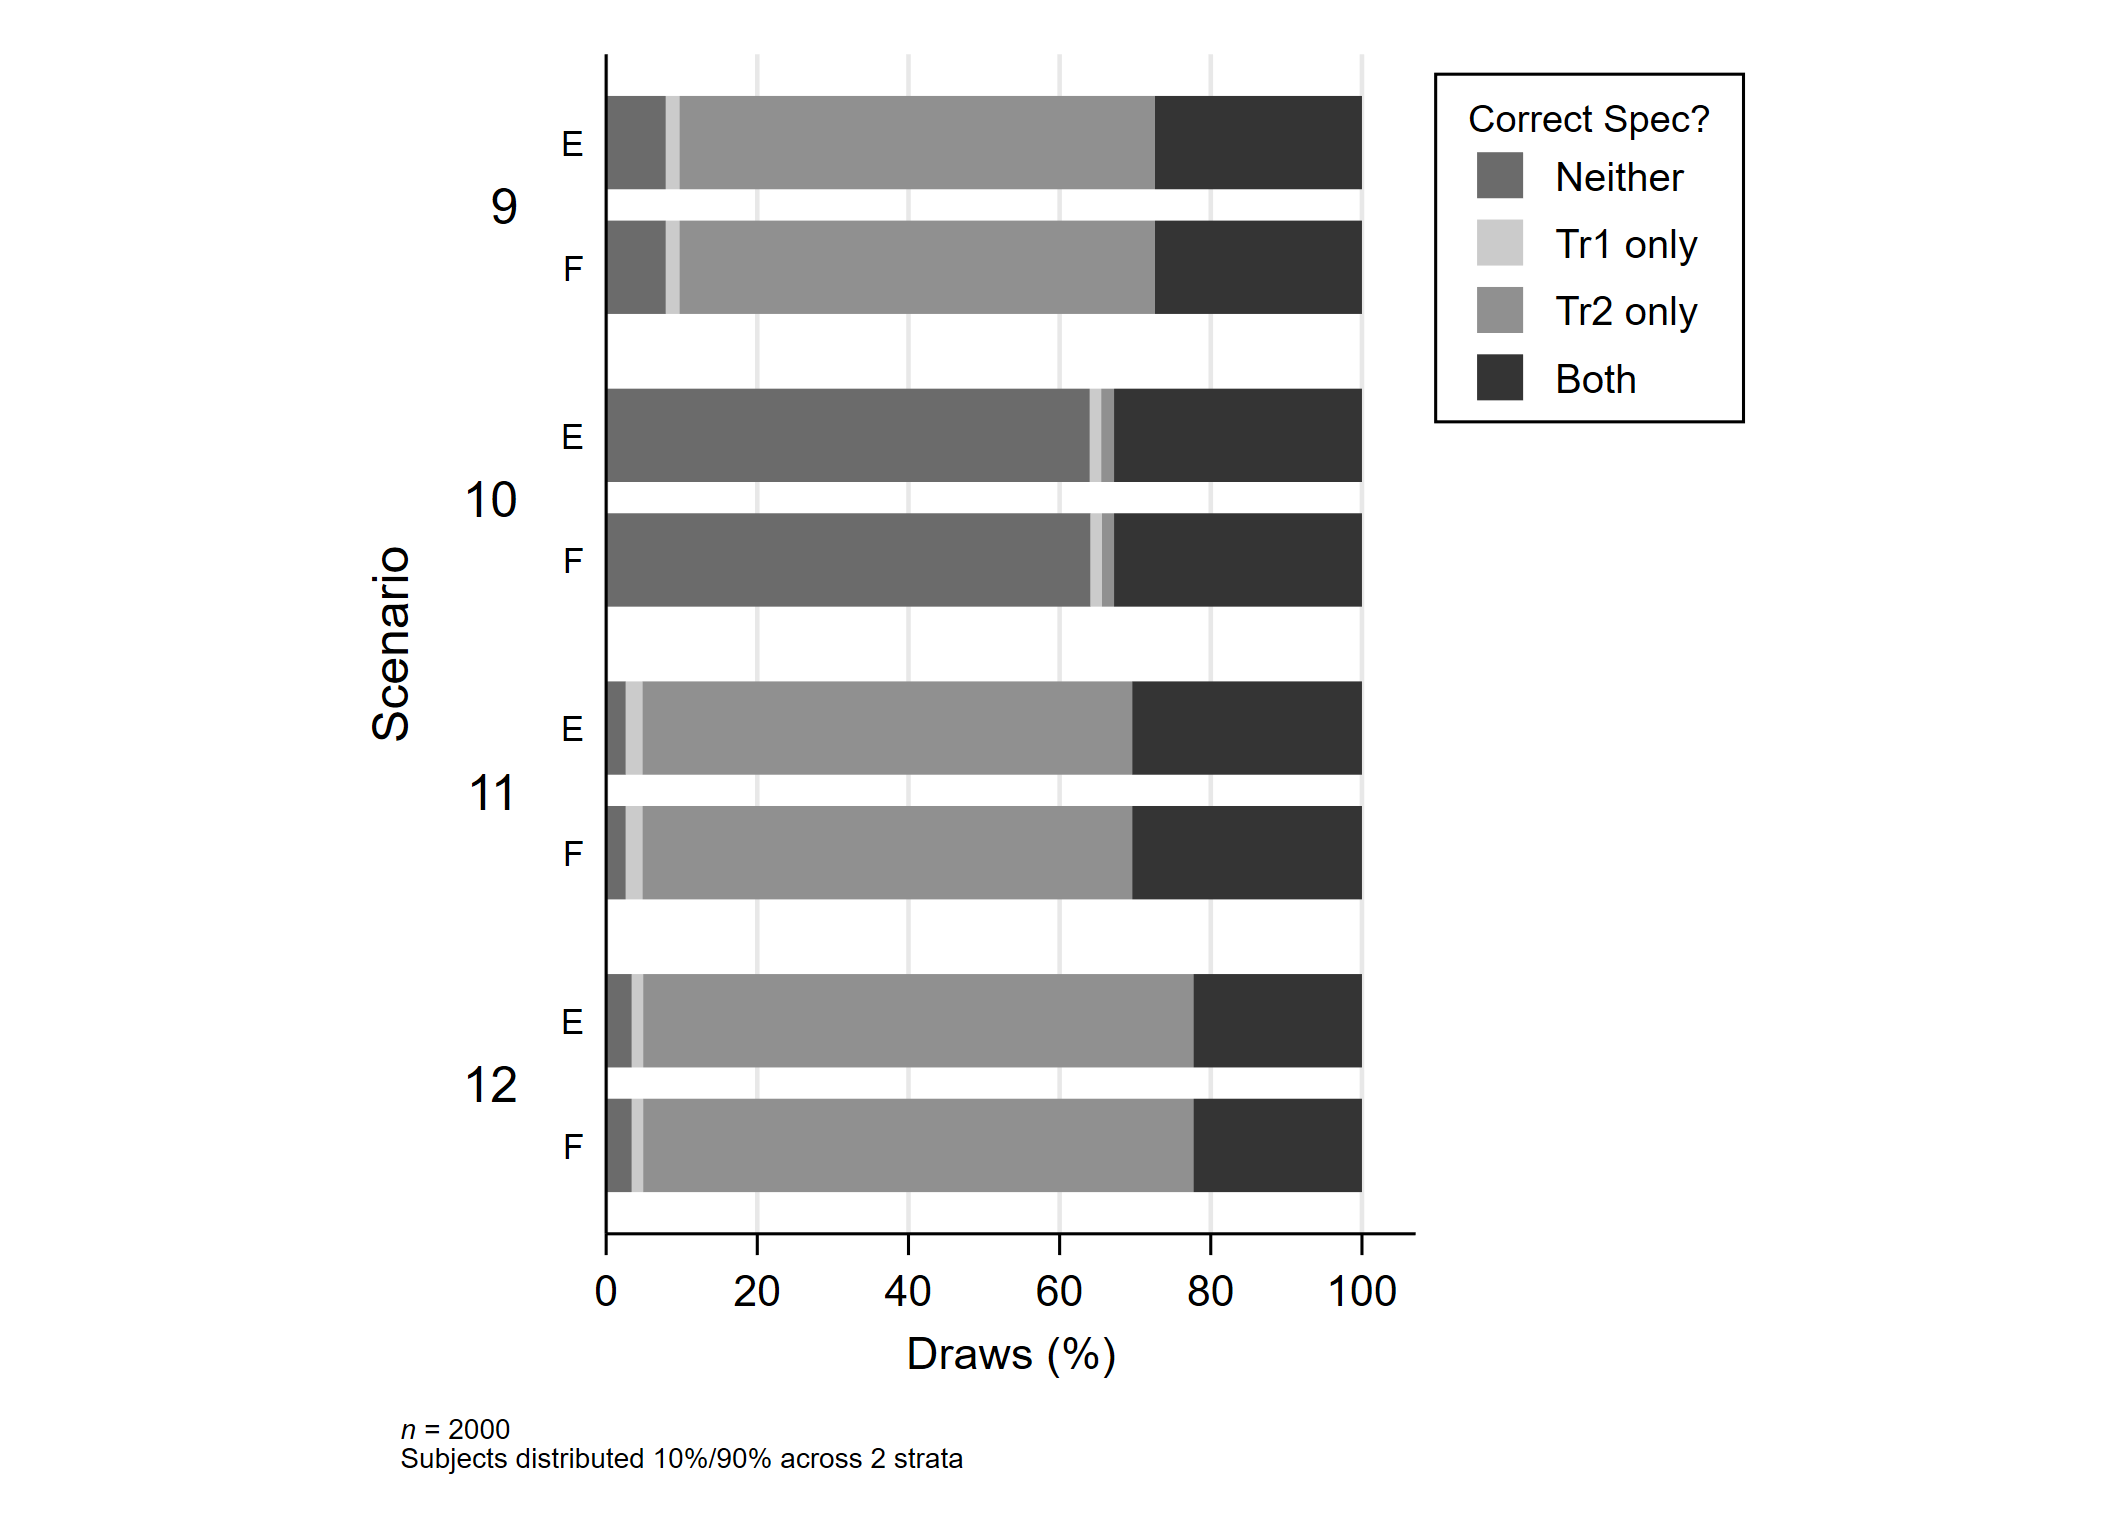 Correct Spec?
Neither
Tr1 only
Tr2 only
Both
Scenario
9
E
F
10
E
F
11
E
F
12
E
F
0 20 40 60 80 100
Draws (%)
n = 2000
Subjects distributed 10%/90% across 2 strata